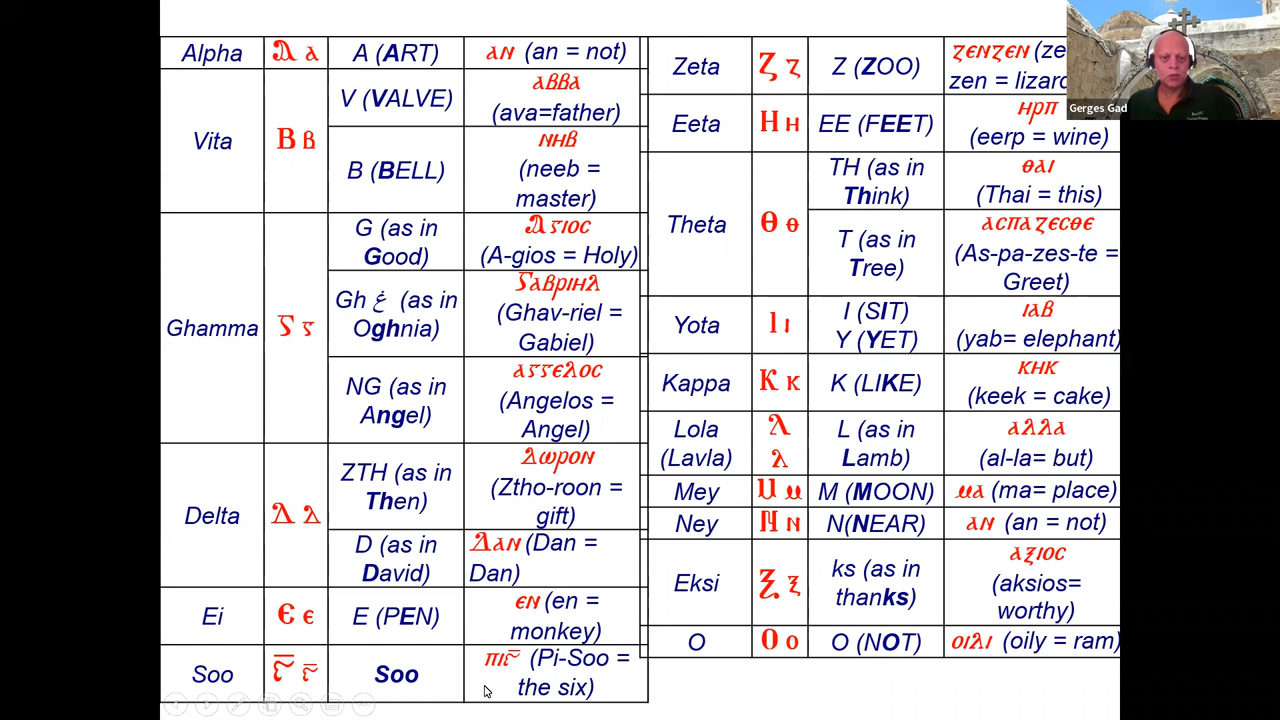 Alpha
Ⲁ ⲁ
A (ART)
ⲁⲛ (an = not)
Vita
Ⲃ ⲃ
V (VALVE)
ⲁⲃⲃⲁ
(ava=father)
B (BELL)
ⲛⲏⲃ
(neeb =
master)
Ghamma
Ⲅ ⲅ
G (as in
Good)
Ⲁⲅⲓⲟⲥ
(A-gios = Holy)
Gh غ (as in
Oghnia)
Ⲅⲁⲃⲣⲓⲏⲗ
(Ghav-riel =
Gabiel)
NG (as in
Angel)
ⲁⲅⲅⲉⲗⲟⲥ
(Angelos =
Angel)
Delta
Ⲇ ⲇ
ZTH (as in
Then)
Ⲇⲱⲣⲟⲛ
(Ztho-roon =
gift)
D (as in
David)
Ⲇⲁⲛ (Dan =
Dan)
Ei
Ⲉ ⲉ
E (PEN)
ⲉⲛ (en =
monkey)
Soo
Ⲋ̅ ⲋ̅
Soo
ⲡⲓⲋ̅ (Pi-Soo =
the six)
Zeta
Ⲍ ⲍ
Z (ZOO)
ⲍⲉⲛⲍⲉⲛ
zen =
Eeta
Ⲏ ⲏ
EE (FEET)
ⲏⲣⲡ
(eerp = wine)
Theta
Ⲑ ⲑ
TH (as in
Think)
ⲑⲁⲓ
(Thai = this)
T (as in
Tree)
ⲁⲥⲡⲁⲍⲉⲥⲑⲉ
(As-pa-zes-te =
Greet)
Yota
Ⲓ ⲓ
I (SIT)
Y (YET)
ⲓⲁⲃ
(yab= elephant)
Kappa
Ⲕ ⲕ
K (LIKE)
ⲕⲏⲕ
(keek = cake)
Lola
(Lavla)
Ⲗ
ⲗ
L (as in
Lamb)
ⲁⲗⲗⲁ
(al-la= but)
Mey
Ⲙ ⲙ
M (MOON)
ⲙⲁ (ma= place)
Ney
Ⲛ ⲛ
N(NEAR)
ⲁⲛ (an = not)
Eksi
Ⲝ ⲝ
ks (as in
thanks)
ⲁⲝⲓⲟⲥ
(aksios=
worthy)
O
Ⲟ ⲟ
O (NOT)
ⲟⲓⲗⲓ (oily = ram)
Gerges Gad